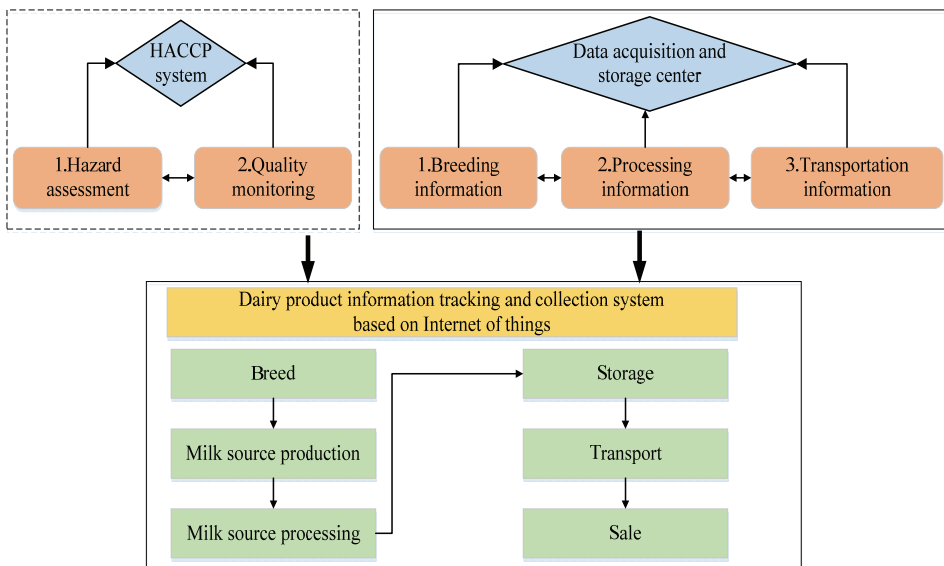 HACCP
system
Data acquisition and
storage center
1.Hazard
assessment
2.Quality
monitoring
1.Breeding
information
2.Processing
information
3.Transportation
information
Dairy product information tracking and collection system
based on Internet of things
Breed
Storage
Milk source production
Transport
Milk source processing
Sale